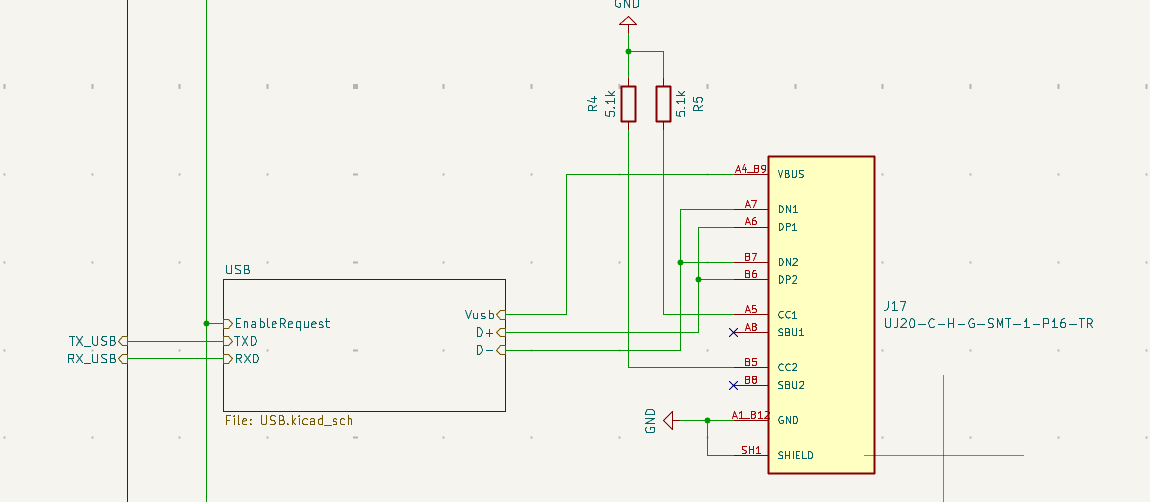 GND
R4
5.1k
5.1k
R5
A4_B9
VBUS
A7
DN1
A6
DP1
B7
DN2
B6
DP2
USB
Vusb
A5
CC1
J17
EnableRequest
D+
A8
SBU1
UJ20-C-H-G-SMT-1-P16-TR
TX_USB
TXD
D-
RX_USB
RXD
B5
CC2
B8
SBU2
File: USB.kicad_sch
GND
A1_B12
GND
SH1
SHIELD